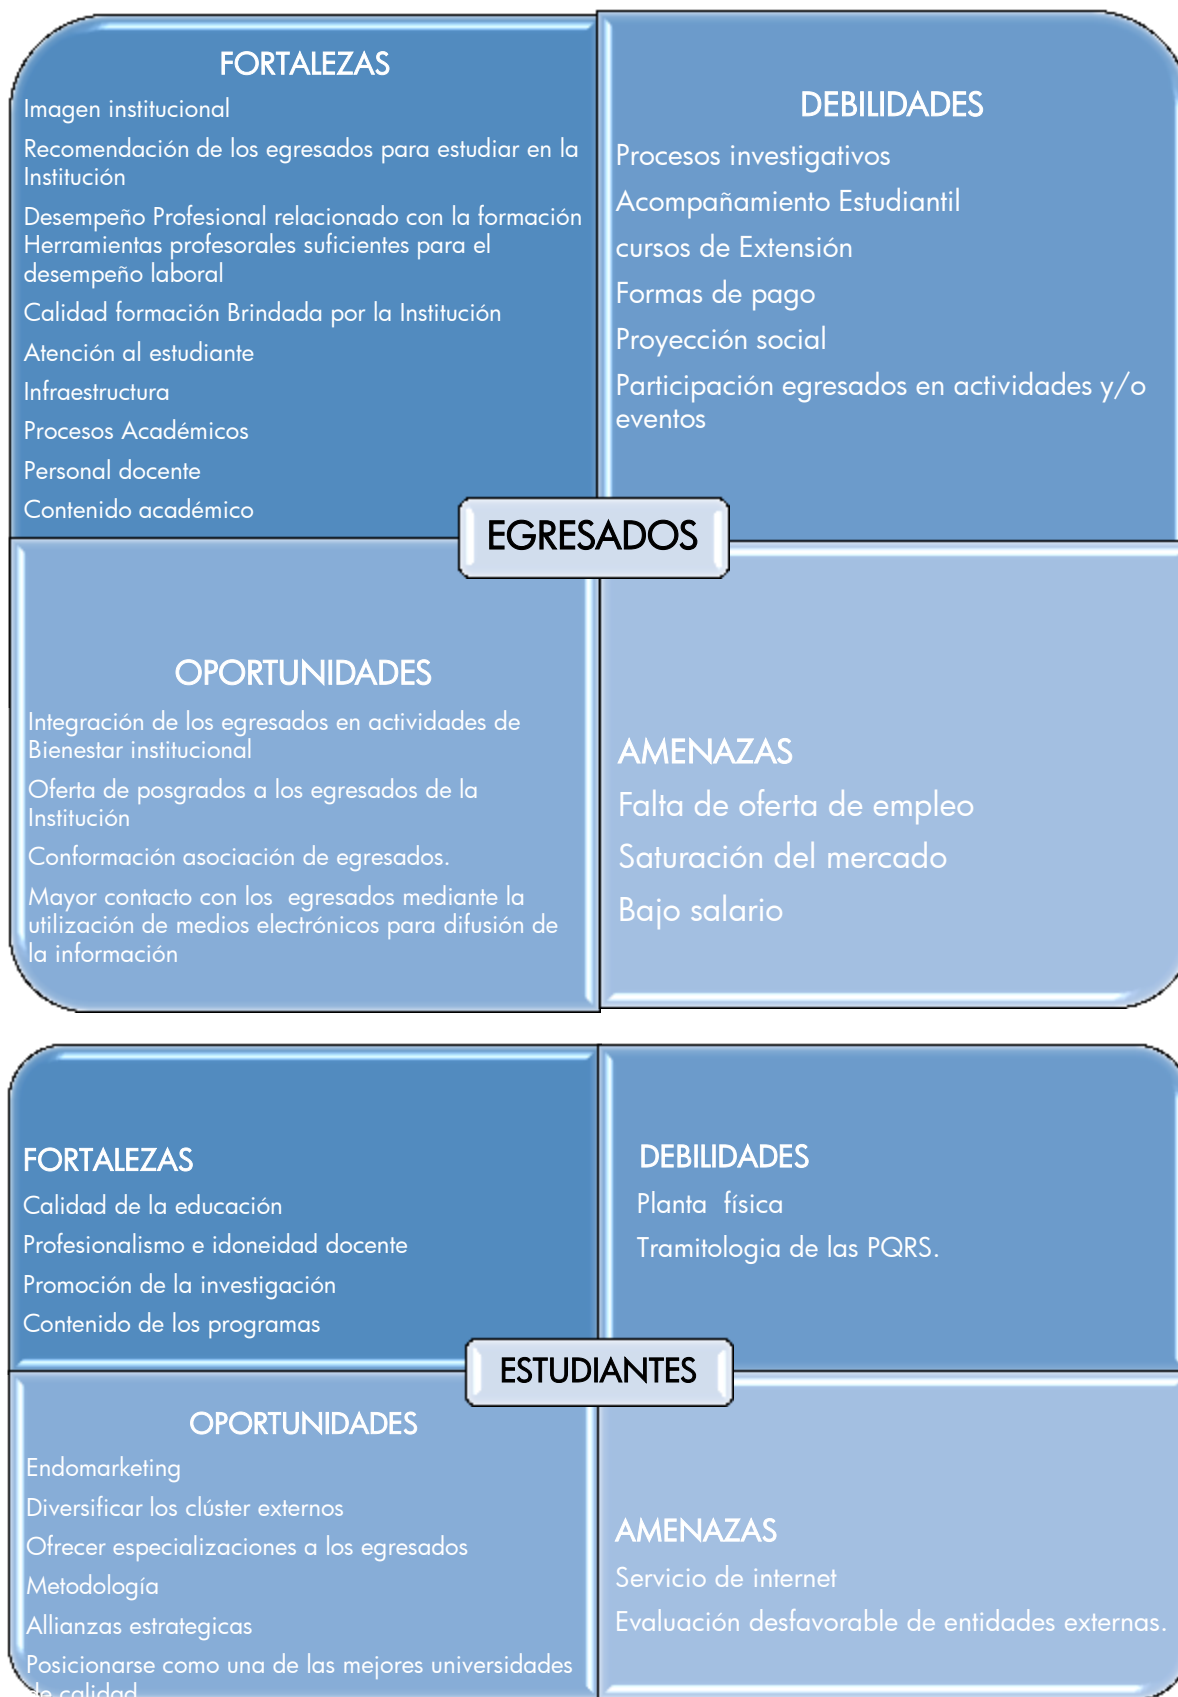 FORTALEZAS
Imagen institucional
Recomendación de los egresados para estudiar en la
Institución
Desempeño Profesional relacionado con la formación
Herramientas profesorales suficientes para el
desempeño laboral
Calidad formación Brindada por la Institución
Atención al estudiante
Infraestructura
Procesos Académicos
Personal docente
Contenido académico
DEBILIDADES
Procesos investigativos
Acompañamiento Estudiantil
cursos de Extensión
Formas de pago
Proyección social
Participación egresados en actividades y/o
eventos
EGRESADOS
OPORTUNIDADES
Integración de los egresados en actividades de
Bienestar institucional
Oferta de posgrados a los egresados de la
Institución
Conformación asociación de egresados.
Mayor contacto con los  egresados mediante la
utilización de medios electrónicos para difusión de
la información
AMENAZAS
Falta de oferta de empleo
Saturación del mercado
Bajo salario
FORTALEZAS
Calidad de la educación
Profesionalismo e idoneidad docente
Promoción de la investigación
Contenido de los programas
DEBILIDADES
Planta  física
Tramitologia de las PQRS.
ESTUDIANTES
OPORTUNIDADES
Endomarketing
Diversificar los clúster externos
Ofrecer especializaciones a los egresados
Metodología
Allianzas estrategicas
Posicionarse como una de las mejores universidades
de calidad
AMENAZAS
Servicio de internet
Evaluación desfavorable de entidades externas.